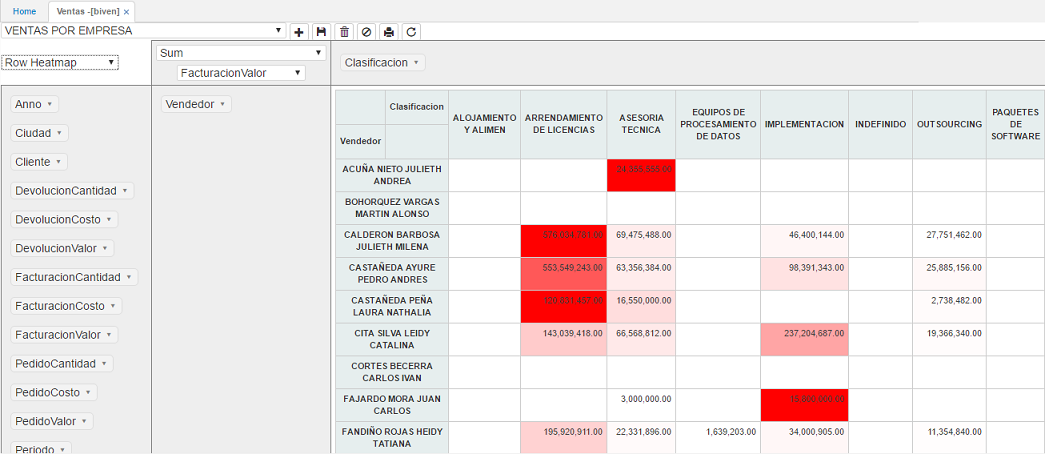 Home Ventas -[biven]
VENTAS POR EMPRESA
Row Heatmap Sum
FacturacionValor
Clasificacion
Anno Vendedor
Ciudad
Cliente
DevolucionCantidad
DevolucionCosto
DevolucionValor
FacturacionCantidad
FacturacionCosto
FacturacionValor
PedidoCantidad
PedidoCosto
PedidoValor
Periodo
Clasificacion
Vendedor
ALOJAMIENTO
Y ALIMEN
ARRENDAMIENTO
DE LICENCIAS
ASESORIA
TECNICA
EQUIPOS DE
PROCESAMIENTO
DE DATOS
IMPLEMENTACION
INDEFINIDO
OUTSOURCING
PAQUETES
DE
SOFTWARE
ACUÑA NIETO JULIETH
ANDREA
BOHORQUEZ VARGAS
MARTIN ALONSO
CALDERON BARBOSA
JULIETH MILENA
69,475,488.00 46,400,144.00 27,751,462.00
CASTAÑEDA AYURE
PEDRO ANDRES
553,549,243.00 63,356,384.00 98,391,343.00 25,885,156.00
CASTAÑEDA PEÑA
LAURA NATHALIA
16,550,000.00 2,738,482.00
CITA SILVA LEIDY
CATALINA
143,039,418.00 66,568,812.00 237,204,687.00 19,366,340.00
CORTES BECERRA
CARLOS IVAN
FAJARDO MORA JUAN
CARLOS
3,000,000.00
FANDIÑO ROJAS HEIDY
TATIANA
195,920,911.00 22,331,896.00 1,639,203.00 34,000,905.00 11,354,840.00